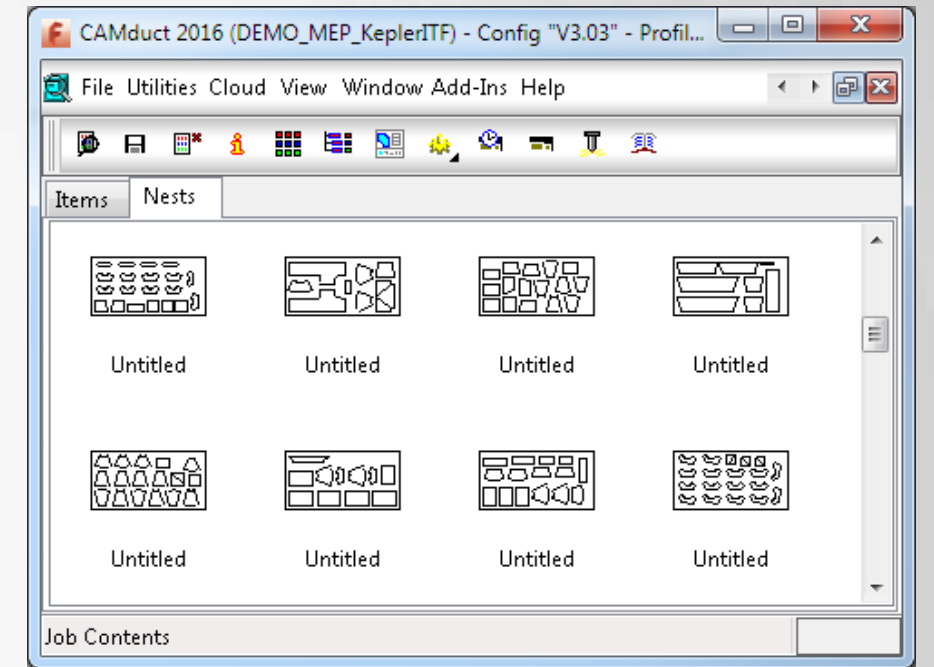 CAMduct 2016 (DEMO_MEP_KeplerITF) - Config "V3.03" - Profil...
File Utilities Cloud View Window Add-Ins Help
Items Nests
Untitled Untitled Untitled Untitled
Untitled Untitled Untitled Untitled
Job Contents